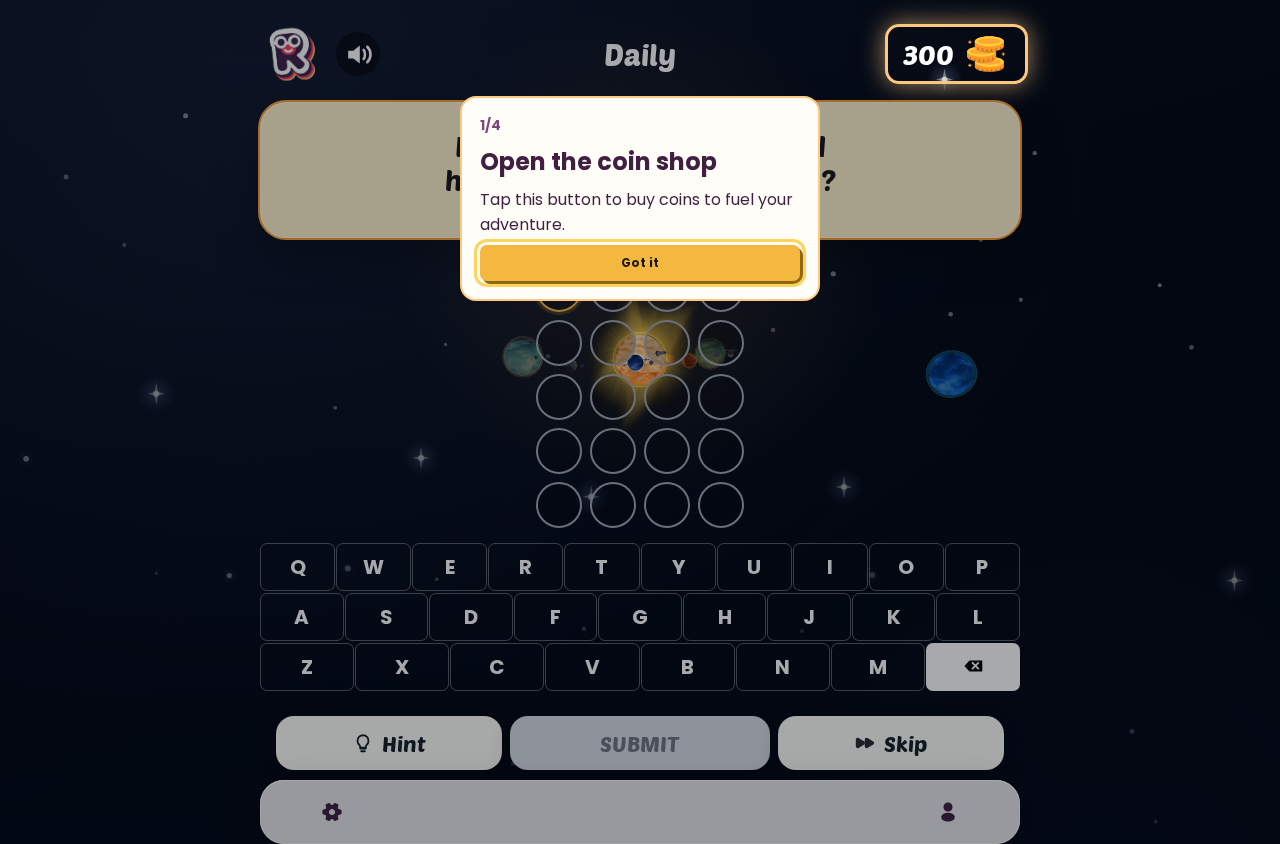 Daily
300
1/4
Open the coin shop
Tap this button to buy coins to fuel your
adventure.
Got it
Q W E R T Y U I O P
A S D F G H J K L
Z X C V B N M
Hint
SUBMIT
Skip